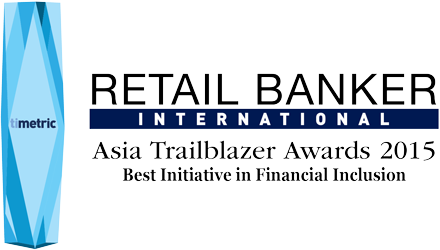 timetric
RETAIL BANKER
INTERNATIONAL
Asia Trailblazer Awards 2015
Best Initiative in Financial Inclusion